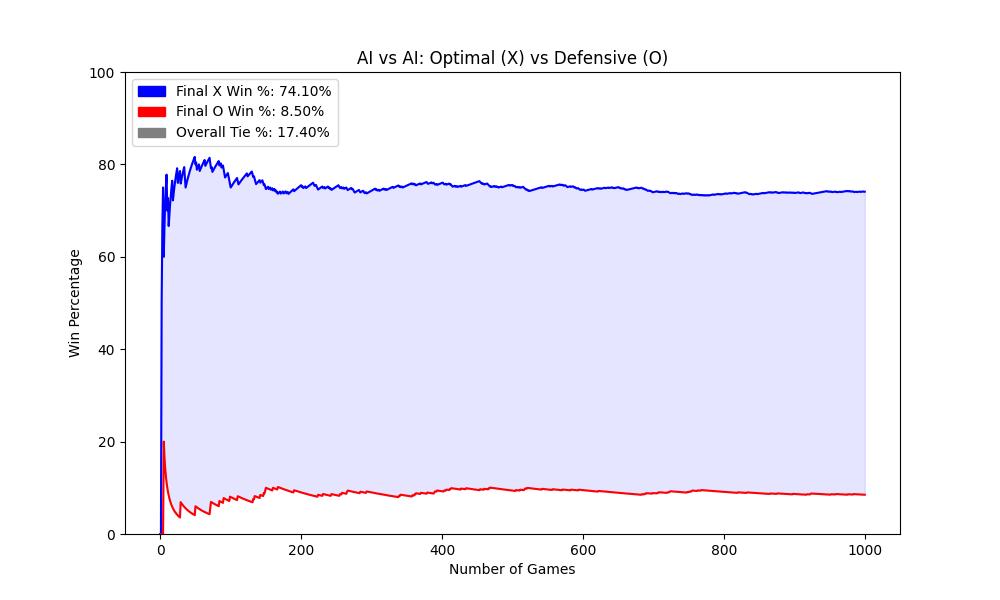 AI vs AI: Optimal (X) vs Defensive (O)
Final X Win %: 74.10%
Final O Win %: 8.50%
Overall Tie %: 17.40%
Win Percentage
100
80
60
40
20
0
0 200 400 600 800 1000
Number of Games